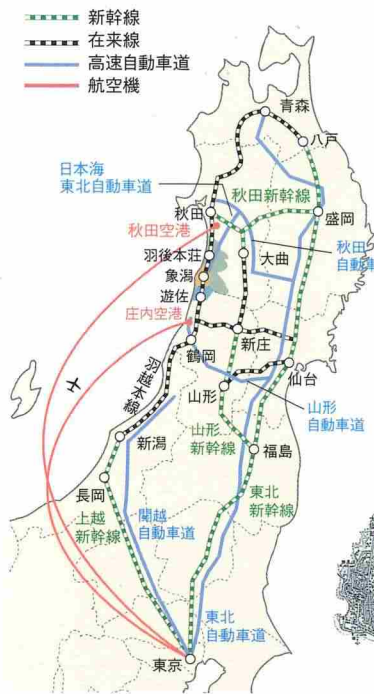 新幹線
在来線
高速自動車道
航空機
青森
八戸
日本海
東北自動車道
秋田新幹線
秋田
盛岡
秋田空港
羽後本荘
大曲
秋田
自動車
象潟
遊佐
庄内空港
新庄
鶴岡
仙台
羽越本線
山形
山形
自動車道
山形
新幹線
新潟
福島
長岡
東北
新幹線
上越
新幹線
関越
自動車道
東北
自動車道
東京